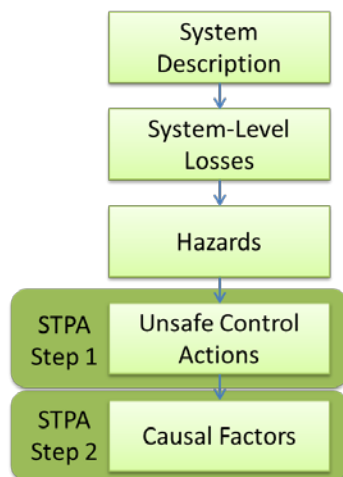 System
Description
System-Level
Losses
Hazards
STPA
Step 1
Unsafe Control
Actions
STPA
Step 2
Causal Factors